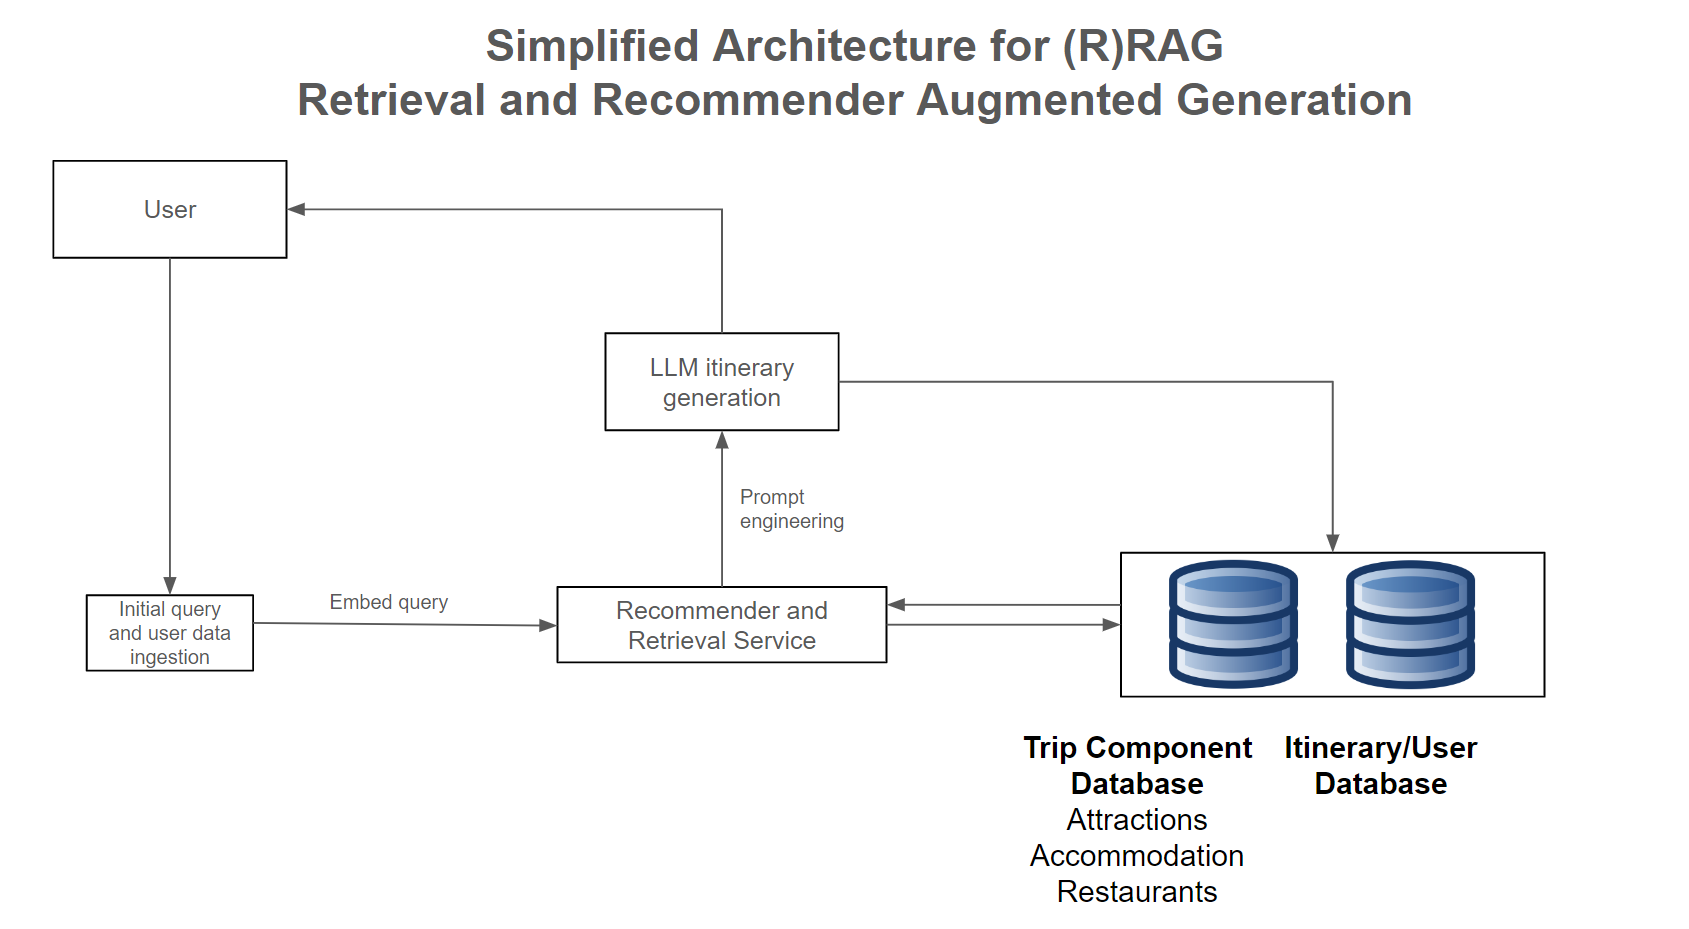 Simplified Architecture for (R)RAG
Retrieval and Recommender Augmented Generation
User
LLM itinerary
generation
Prompt
engineering
Initial query
and user data
ingestion
Embed query
Recommender and
Retrieval Service
Trip Component
Database
Attractions
Accommodation
Restaurants
Itinerary/User
Database